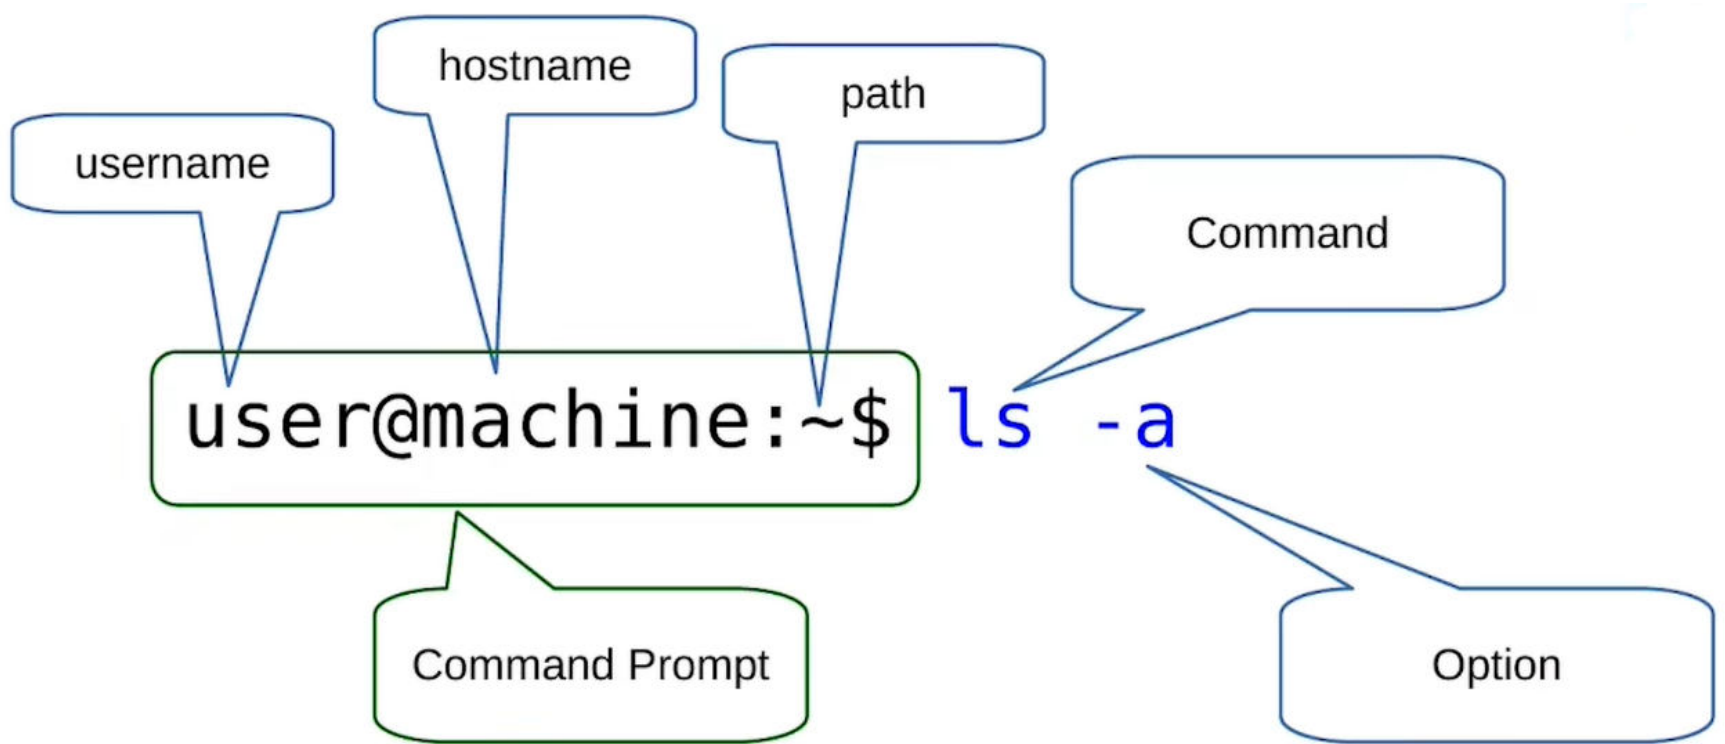 hostname
path
username
Command
user@machine:~$ ls -a
Command Prompt
Option